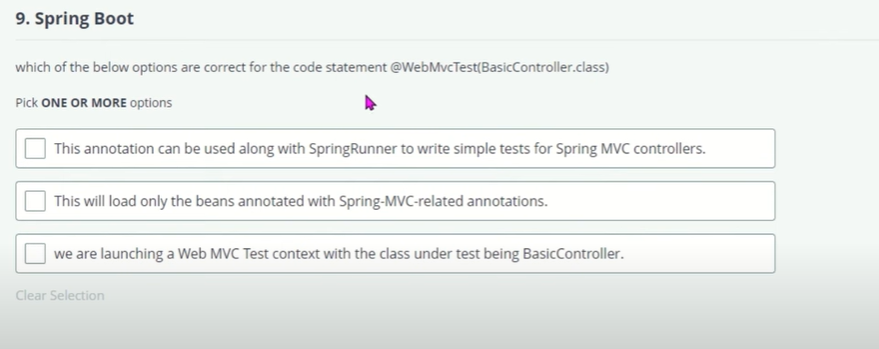 9. Spring Boot
which of the below options are correct for the code statement @WebMvcTest(BasicController.class)
Pick ONE OR MORE options
This annotation can be used along with SpringRunner to write simple tests for Spring MVC controllers.
This will load only the beans annotated with Spring-MVC-related annotations.
we are launching a Web MVC Test context with the class under test being BasicController.
Clear Selection